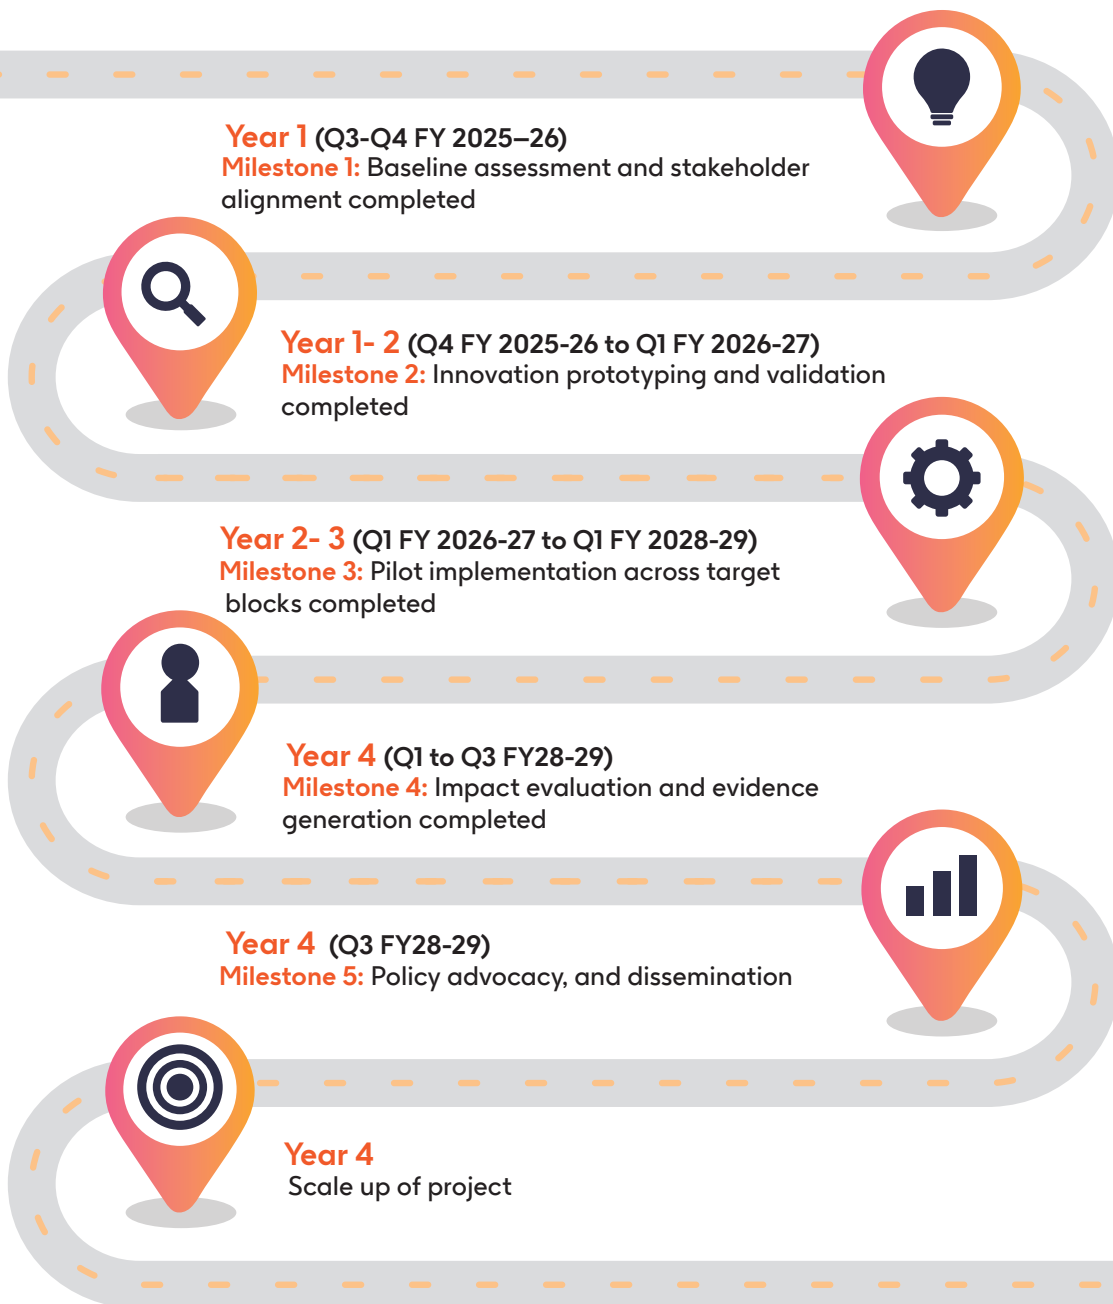 Year 1 (Q3-Q4 FY 2025–26)
Milestone 1: Baseline assessment and stakeholder
alignment completed
Year 1- 2 (Q4 FY 2025-26 to Q1 FY 2026-27)
Milestone 2: Innovation prototyping and validation
completed
Year 2- 3 (Q1 FY 2026-27 to Q1 FY 2028-29)
Milestone 3: Pilot implementation across target
blocks completed
Year 4 (Q1 to Q3 FY28-29)
Milestone 4: Impact evaluation and evidence
generation completed
Year 4 (Q3 FY28-29)
Milestone 5: Policy advocacy, and dissemination
Year 4
Scale up of project